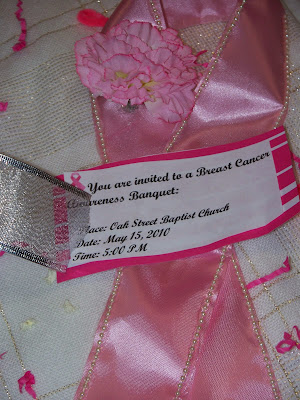 You are invited to a Breast Cancer
Awareness Banquet:
Place: Oak Street Baptist Church
Date: May 15, 2010
Time: 5:00 PM